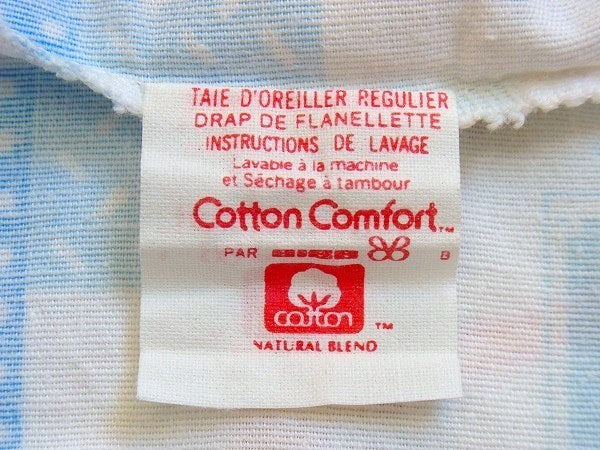 TAIE D'OREILLER REGULIER
DRAP DE FLANELLETTE
INSTRUCTIONS DE LAVAGE
Lavable à la machine
et Séchage à tambour
Cotton Comfort™
PAR
B
cotton ™
NATURAL BLEND